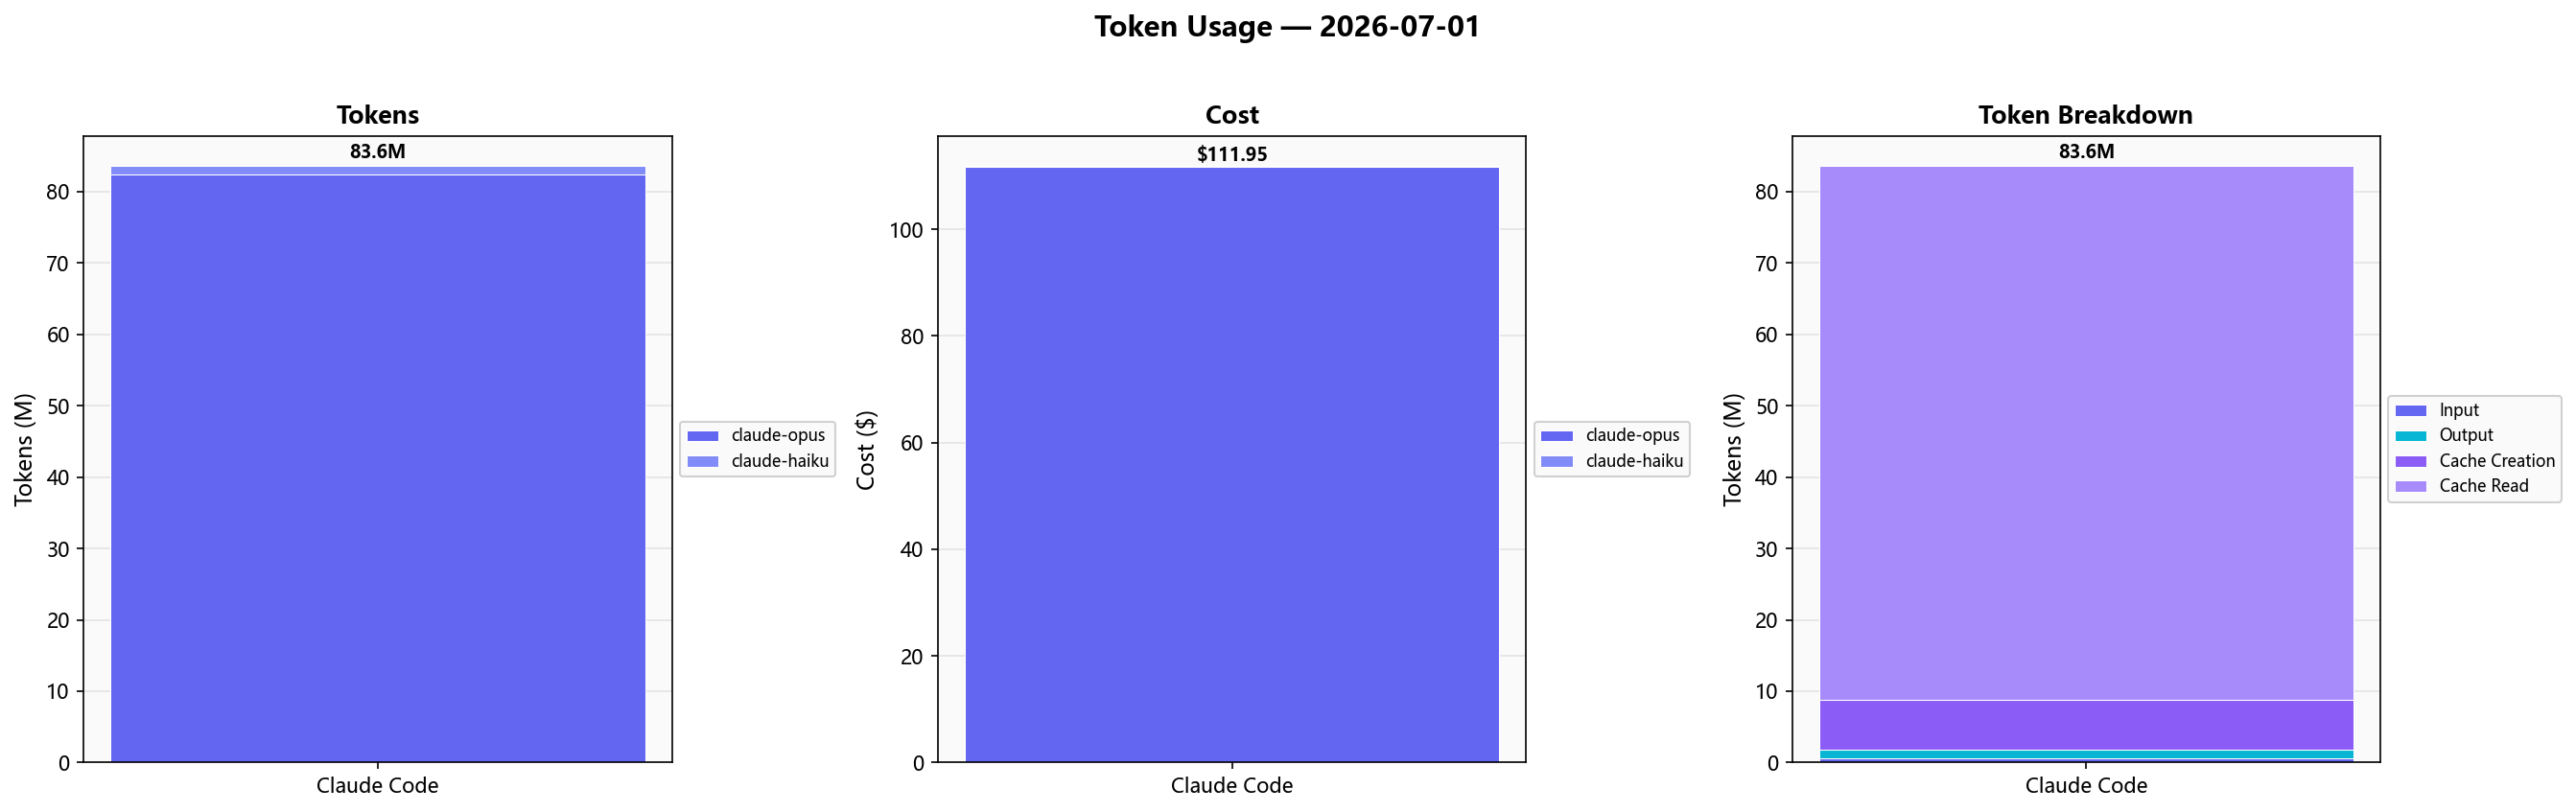 Token Usage — 2026-07-01
Tokens
83.6M
Tokens (M)
80
70
60
50
40
30
20
10
0
Claude Code
claude-opus
claude-haiku
Cost
$111.95
Cost ($)
100
80
60
40
20
0
Claude Code
claude-opus
claude-haiku
Token Breakdown
83.6M
Tokens (M)
80
70
60
50
40
30
20
10
0
Claude Code
Input
Output
Cache Creation
Cache Read